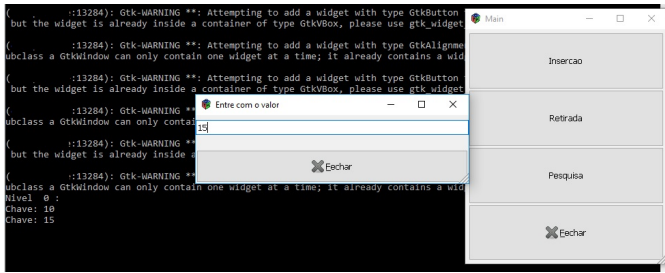 ( :13284): Gtk-WARNING **: Attempting to add a widget with type GtkButton
but the widget is already inside a container of type GtkVBox, please use gtk_widget
( :13284): Gtk-WARNING **: Attempting to add a widget with type GtkAlignme
ubclass a GtkWindow can only contain one widget at a time; it already contains a wid
( :13284): Gtk-WARNING **: Attempting to add a widget with type GtkButton
but the widget is already inside a container of type GtkVBox, please use gtk_widget
( :13284): Gtk-WARNING **
ubclass a GtkWindow can only contai
( :13284): Gtk-WARNING **
but the widget is already inside a
( :13284): Gtk-WARNING **
ubclass a GtkWindow can only contain one widget at a time; it already contains a wid
Nivel 0 :
Chave: 10
Chave: 15
Entre com o valor
15
Fechar
Main
Insercao
Retirada
Pesquisa
Fechar